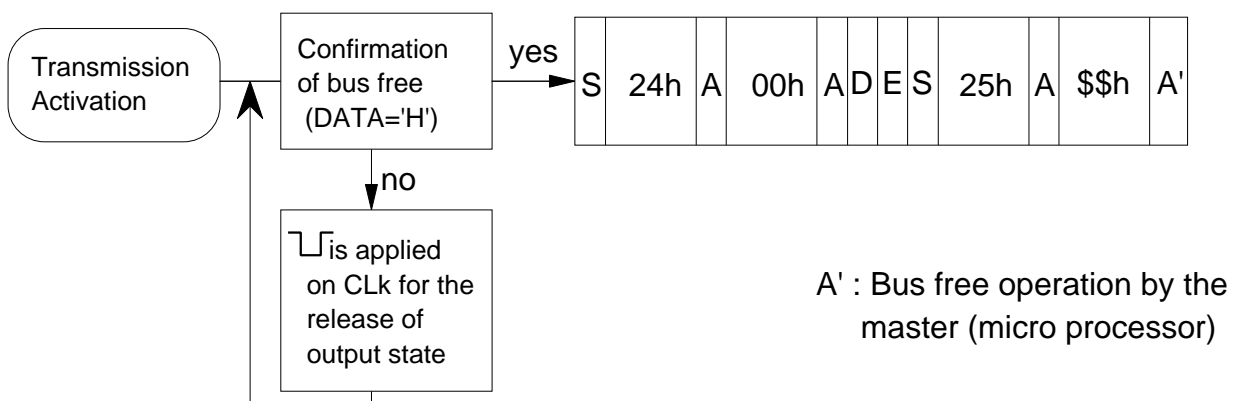 Transmission
Activation
Confirmation
of bus free
(DATA='H')
yes
S 24h A 00h A D E S 25h A $$h A'
no
is applied
on CLk for the
release of
output state
A' : Bus free operation by the
master (micro processor)